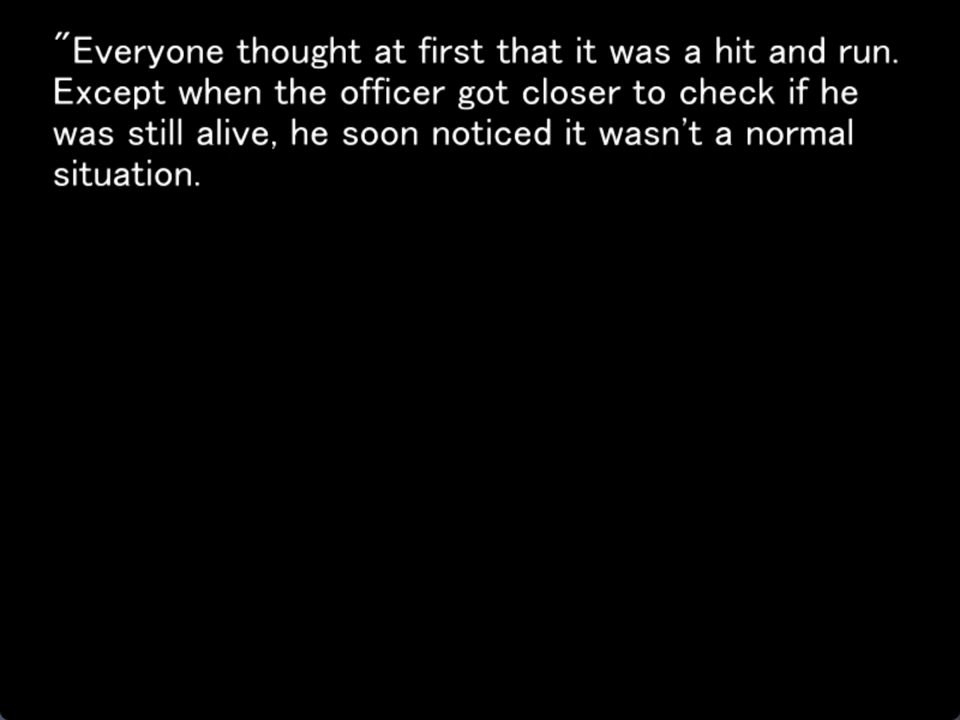 "Everyone thought at first that it was a hit and run.
Except when the officer got closer to check if he
was still alive, he soon noticed it wasn't a normal
situation.